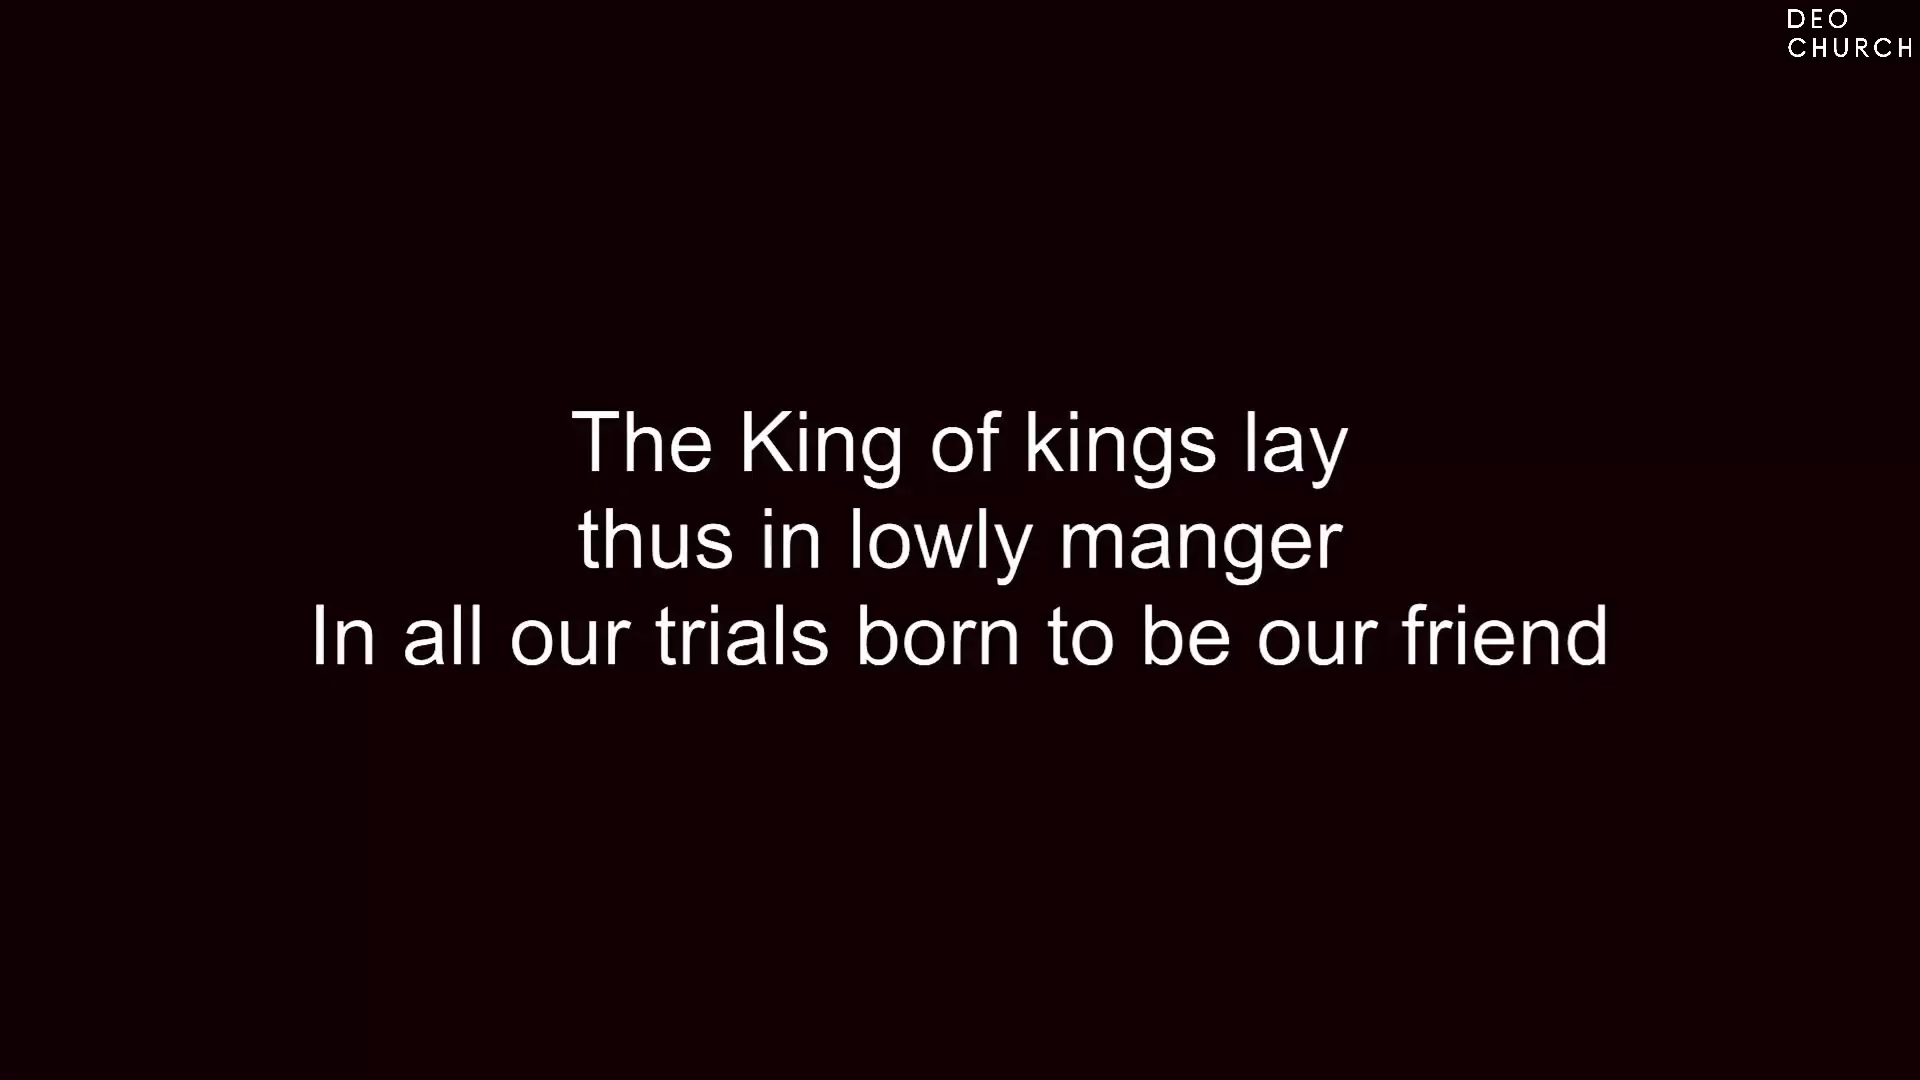 DEO
CHURCH
The King of kings lay
thus in lowly manger
In all our trials born to be our friend